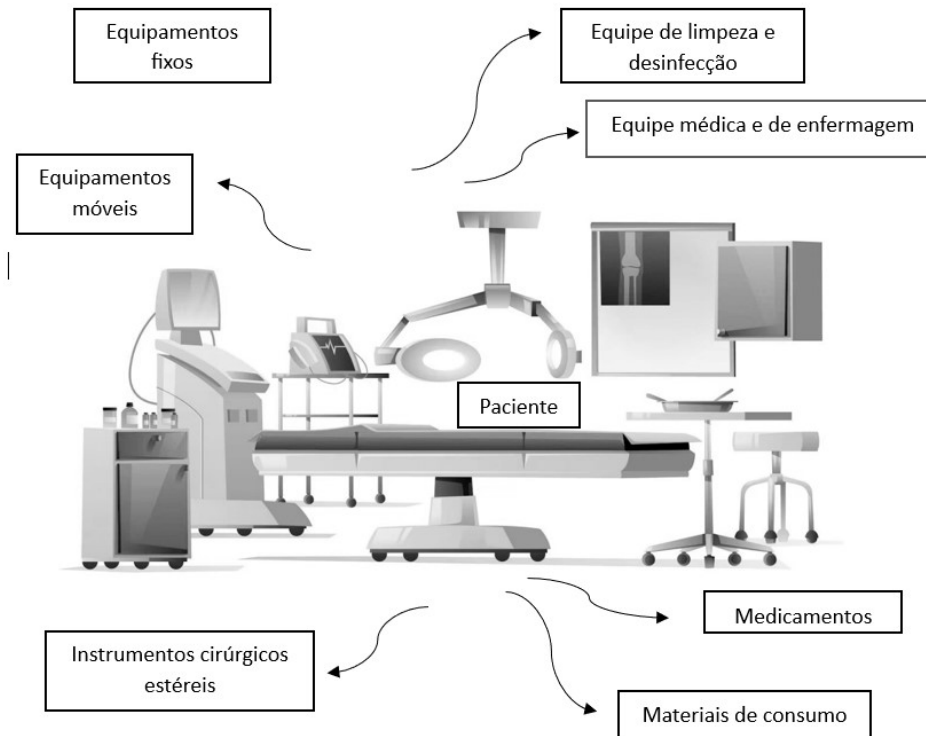 Equipamentos
fixos
Equipe de limpeza e
desinfecção
Equipe médica e de enfermagem
Equipamentos
móveis
Paciente
Medicamentos
Instrumentos cirúrgicos
estéreis
Materiais de consumo